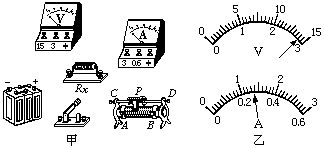 V
15 3 +
A
3 0.6 +
Rx
- +
C P D
A B
甲
0 5 10 15
0 1 2 3
V
0 1 2 3
0 0.2 0.4 0.6
A
乙